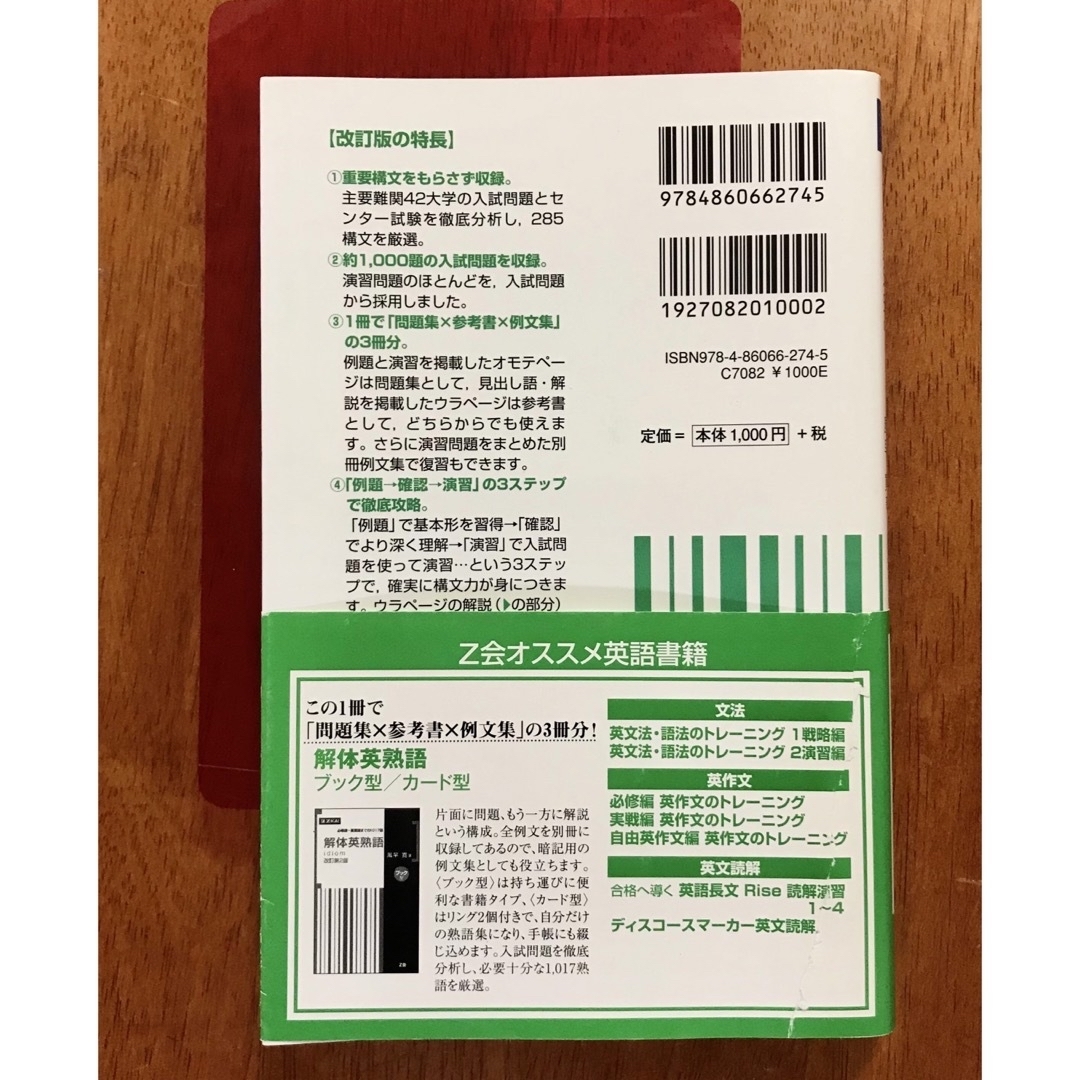 【改訂版の特長】
①重要構文をもらさず収録。
主要難関42大学の入試問題とセ
ンター試験を徹底分析し，285
構文を厳選。
②約1,000題の入試問題を収録。
演習問題のほとんどを，入試問題
から採用しました。
③1冊で「問題集×参考書×例文集」
の3冊分。
例題と演習を掲載したオモテペー
ジは問題集として，見出し語・解
説を掲載したウラページは参考書
として，どちらからでも使えま
す。さらに演習問題をまとめた別
冊例文集で復習もできます。
④「例題→確認→演習」の3ステップ
で徹底攻略。
「例題」で基本形を習得→「確認」
でより深く理解→「演習」で入試問
題を使って演習…という3ステッ
プで，確実に構文力が身につきま
す。ウラページの解説（▶の部分）
9784860662745
1927082010002
ISBN978-4-86066-274-5
C7082 ¥1000E
定価＝ 本体1,000円 ＋税
Z会オススメ英語書籍
この1冊で
「問題集×参考書×例文集」の3冊分！
解体英熟語
ブック型／カード型
解体英熟語
idiom
改訂第2版
風早 寛 著
ブック
Z会
片面に問題、もう一方に解説
という構成。全例文を別冊に
収録してあるので、暗記用の
例文集としても役立ちます。
〈ブック型〉は持ち運びに便
利な書籍タイプ、〈カード型〉
はリング2個付きで、自分だけ
の熟語集になり、手帳にも綴
じ込めます。入試問題を徹底
分析し、必要十分な1,017熟
語を厳選。
文法
英文法・語法のトレーニング 1戦略編
英文法・語法のトレーニング 2演習編
英作文
必修編 英作文のトレーニング
実戦編 英作文のトレーニング
自由英作文編 英作文のトレーニング
英文読解
合格へ導く 英語長文 Rise 読解演習
1〜4
ディスコースマーカー英文読解